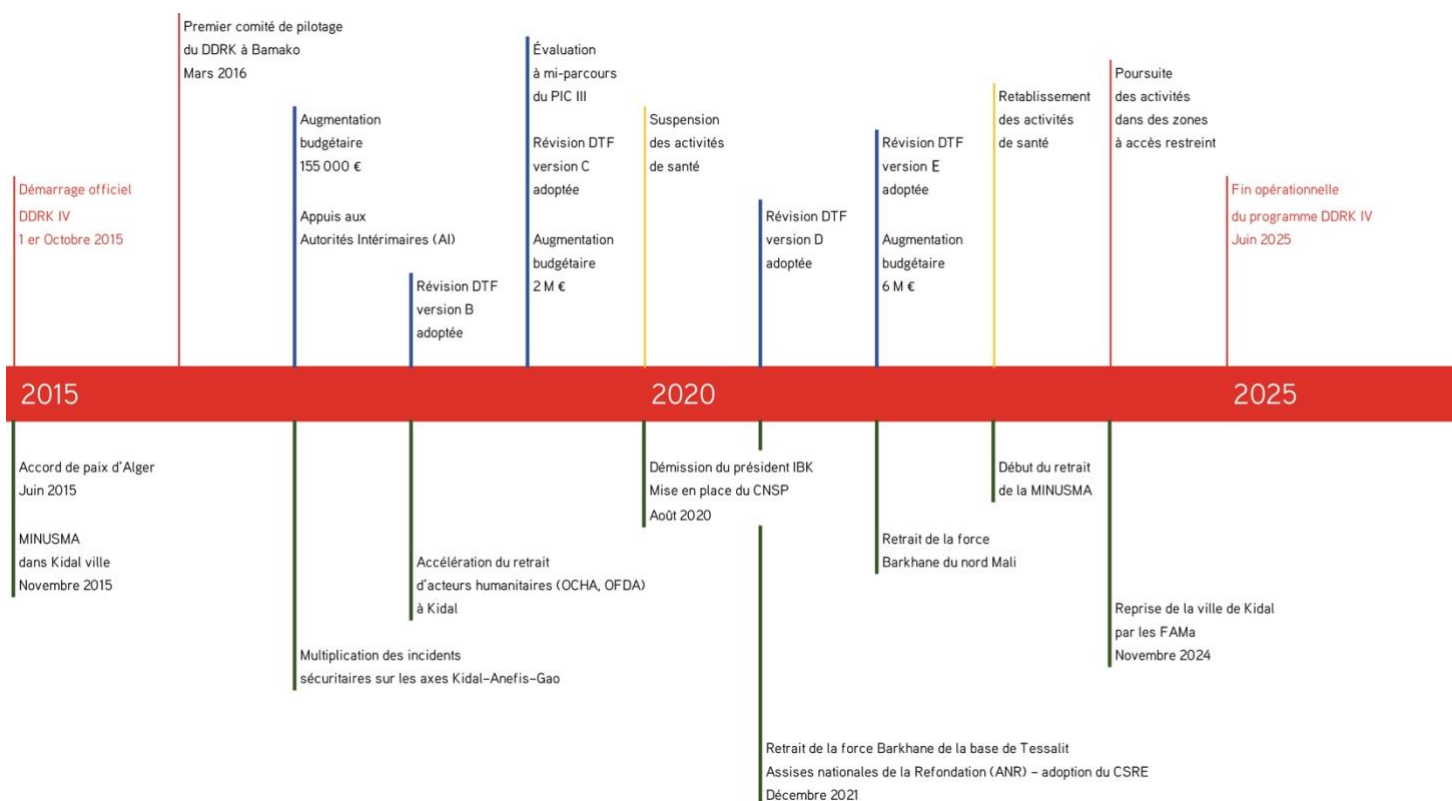 Premier comité de pilotage
du DDRK à Bamako
Mars 2016
Évaluation
à mi-parcours
du PIC III
Poursuite
des activités
dans des zones
à accès restreint
Retablissement
des activités
de santé
Augmentation
budgétaire
155 000 €
Suspension
des activités
de santé
Révision DTF
version C
adoptée
Révision DTF
version E
adoptée
Démarrage officiel
DDRK IV
1 er Octobre 2015
Fin opérationnelle
du programme DDRK IV
Juin 2025
Appuis aux
Autorités Intérimaires (AI)
Révision DTF
version D
adoptée
Augmentation
budgétaire
2 M €
Augmentation
budgétaire
6 M €
Révision DTF
version B
adoptée
2015
2020
2025
Accord de paix d'Alger
Juin 2015
Démission du président IBK
Mise en place du CNSP
Août 2020
Début du retrait
de la MINUSMA
MINUSMA
dans Kidal ville
Novembre 2015
Retrait de la force
Barkhane du nord Mali
Accélération du retrait
d'acteurs humanitaires (OCHA, OFDA)
à Kidal
Reprise de la ville de Kidal
par les FAMa
Novembre 2024
Multiplication des incidents
sécuritaires sur les axes Kidal–Anefis–Gao
Retrait de la force Barkhane de la base de Tessalit
Assises nationales de la Refondation (ANR) – adoption du CSRE
Décembre 2021